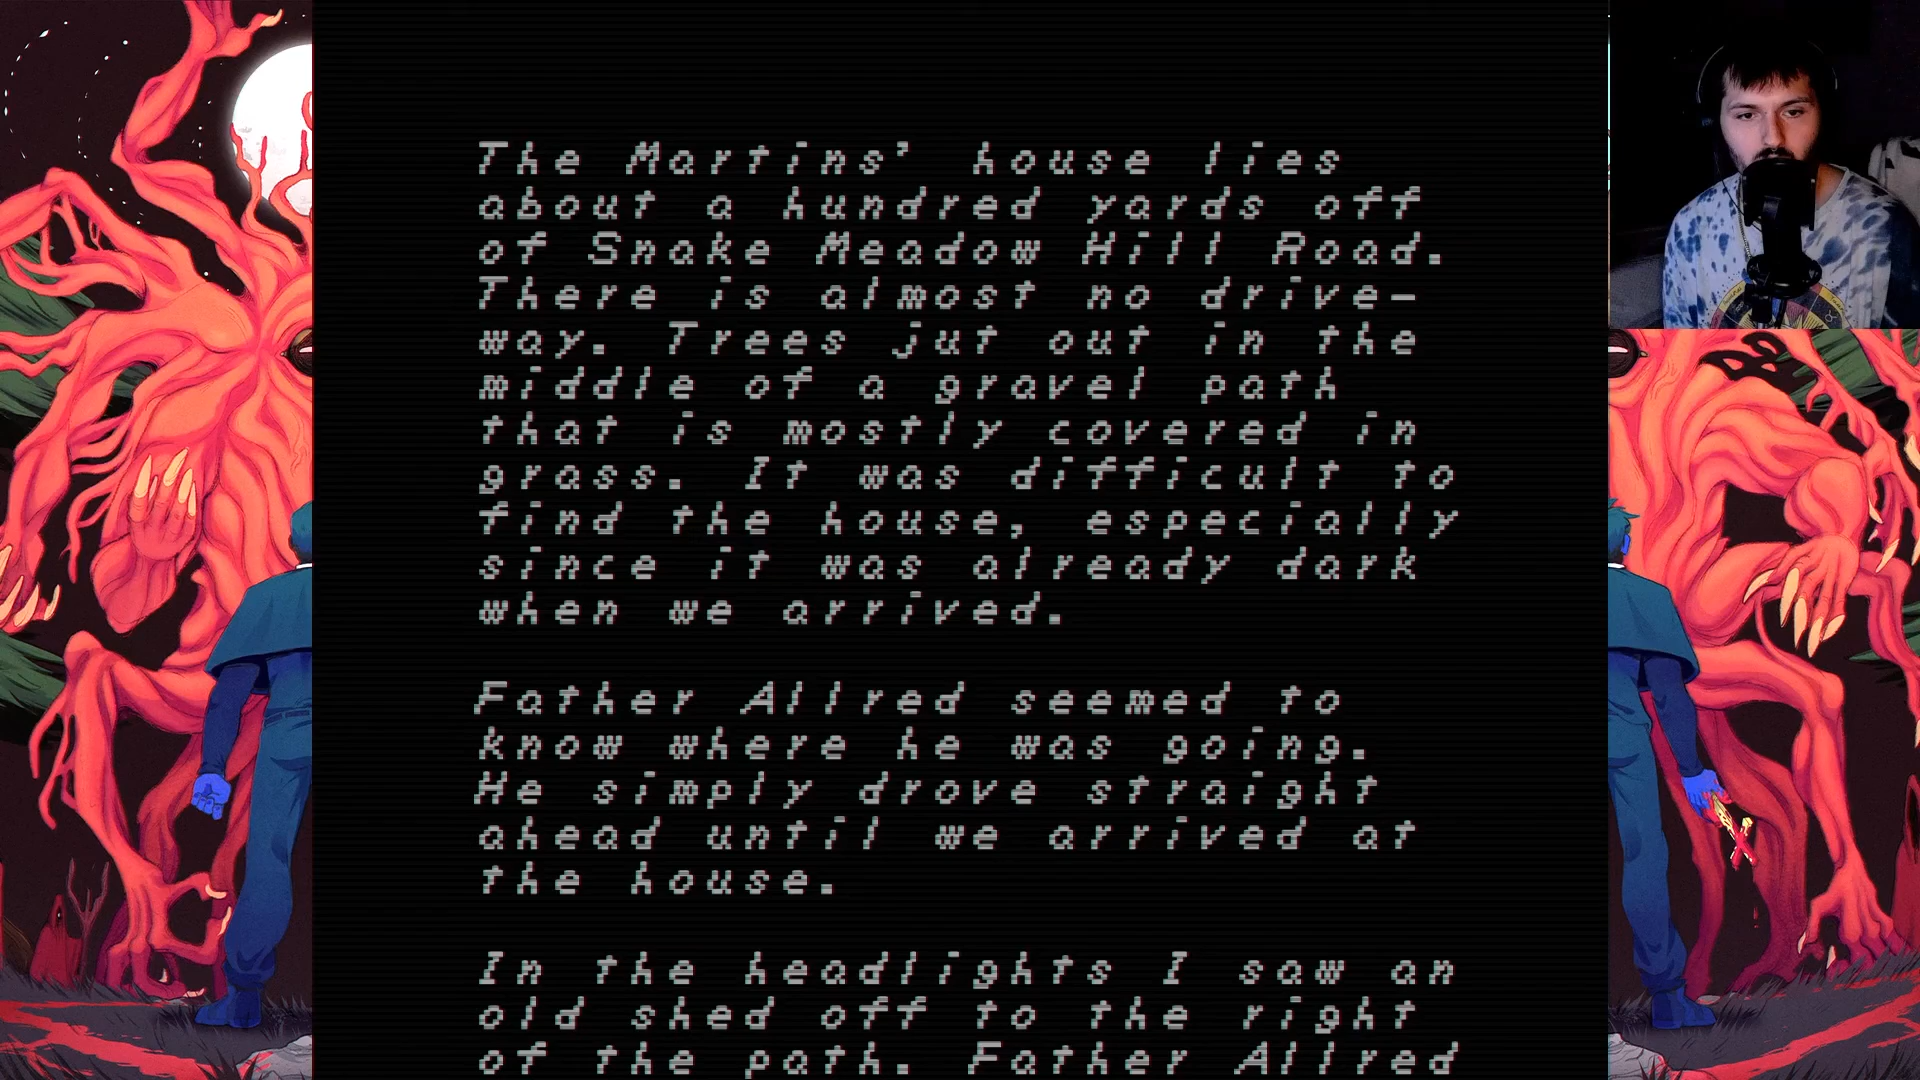 The Martins' house lies
about a hundred yards off
of Snake Meadow Hill Road.
There is almost no drive-
way. Trees jut out in the
middle of a gravel path
that is mostly covered in
grass. It was difficult to
find the house, especially
since it was already dark
when we arrived.
Father Allred seemed to
know where he was going.
He simply drove straight
ahead until we arrived at
the house.
In the headlights I saw an
old shed off to the right
of the path. Father Allred